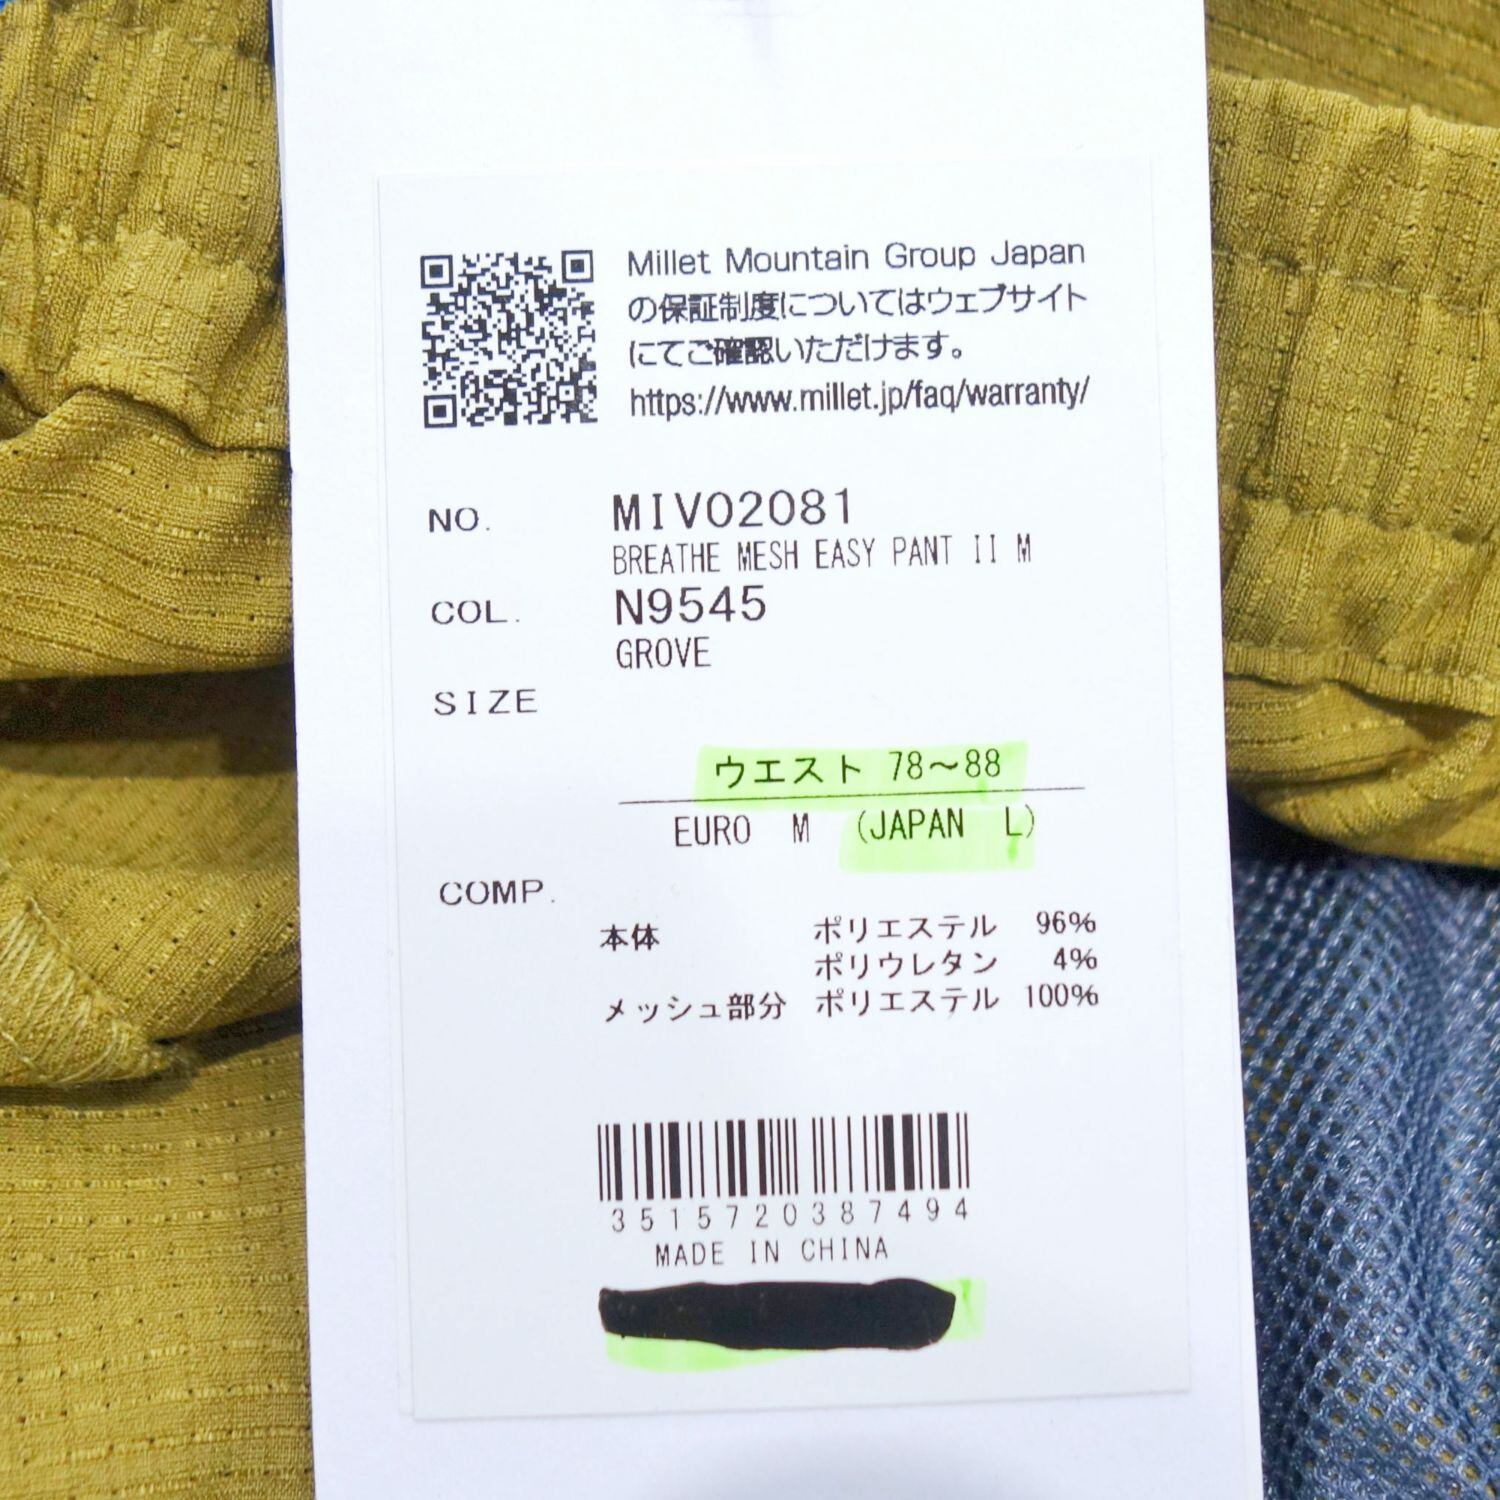 Millet Mountain Group Japan
の保証制度についてはウェブサイト
にてご確認いただけます。
https://www.millet.jp/faq/warranty/
NO. MIV02081
BREATHE MESH EASY PANT II M
COL. N9545
GROVE
SIZE
ウエスト 78～88
EURO M (JAPAN L)
COMP.
本体 ポリエステル 96%
ポリウレタン 4%
メッシュ部分 ポリエステル 100%
3515720387494
MADE IN CHINA